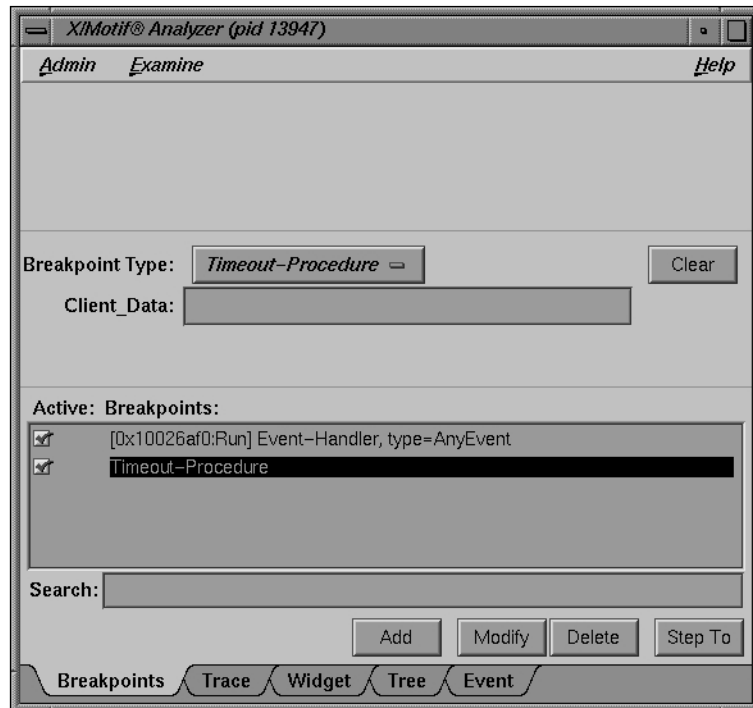 X/Motif® Analyzer (pid 13947)
Admin Examine Help
Breakpoint Type: Timeout-Procedure Clear
Client_Data:
Active: Breakpoints:
[0x10026af0:Run] Event-Handler, type=AnyEvent
Timeout-Procedure
Search:
Add Modify Delete Step To
Breakpoints Trace Widget Tree Event